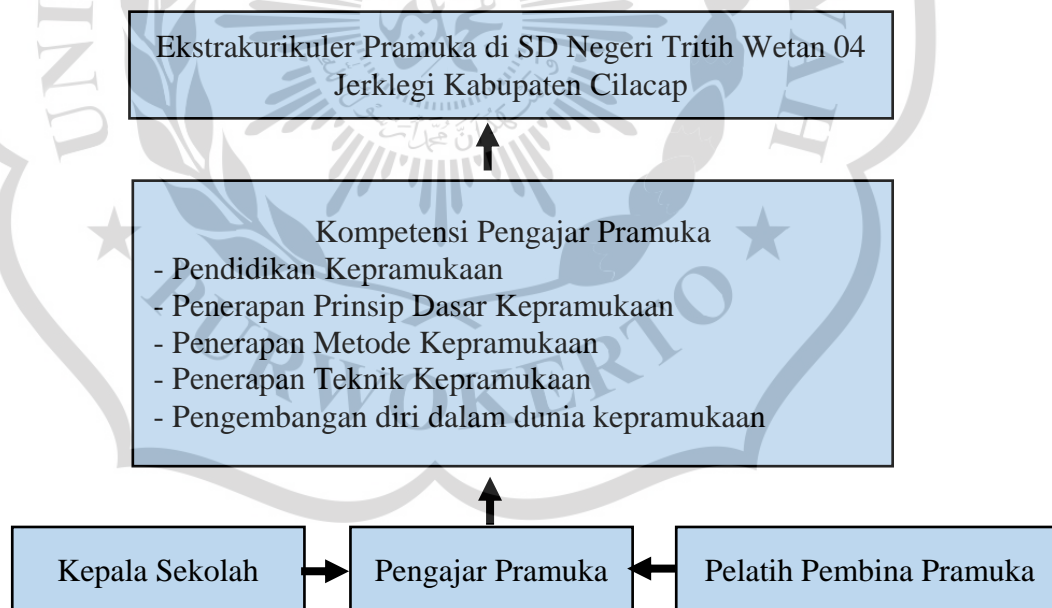 Ekstrakurikuler Pramuka di SD Negeri Tritih Wetan 04
Jerklegi Kabupaten Cilacap
Kompetensi Pengajar Pramuka
- Pendidikan Kepramukaan
- Penerapan Prinsip Dasar Kepramukaan
- Penerapan Metode Kepramukaan
- Penerapan Teknik Kepramukaan
- Pengembangan diri dalam dunia kepramukaan
Kepala Sekolah
Pengajar Pramuka
Pelatih Pembina Pramuka
PURWOKERTO